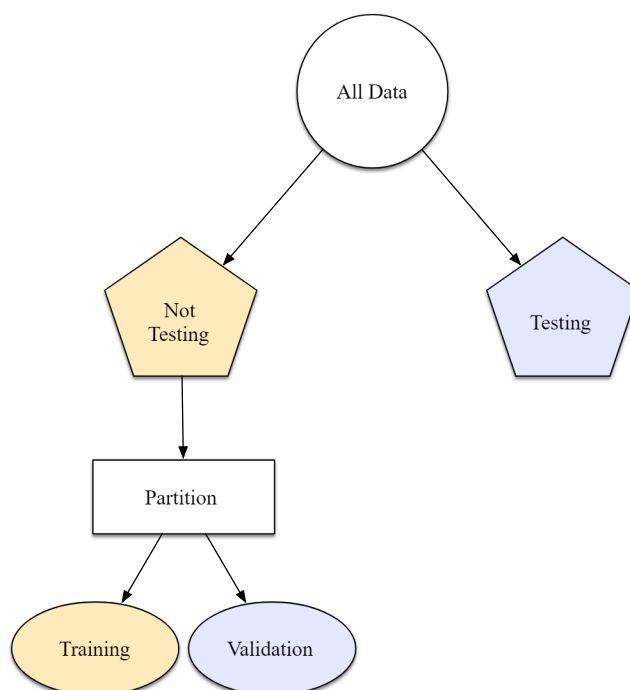 All Data
Not
Testing
Testing
Partition
Training
Validation